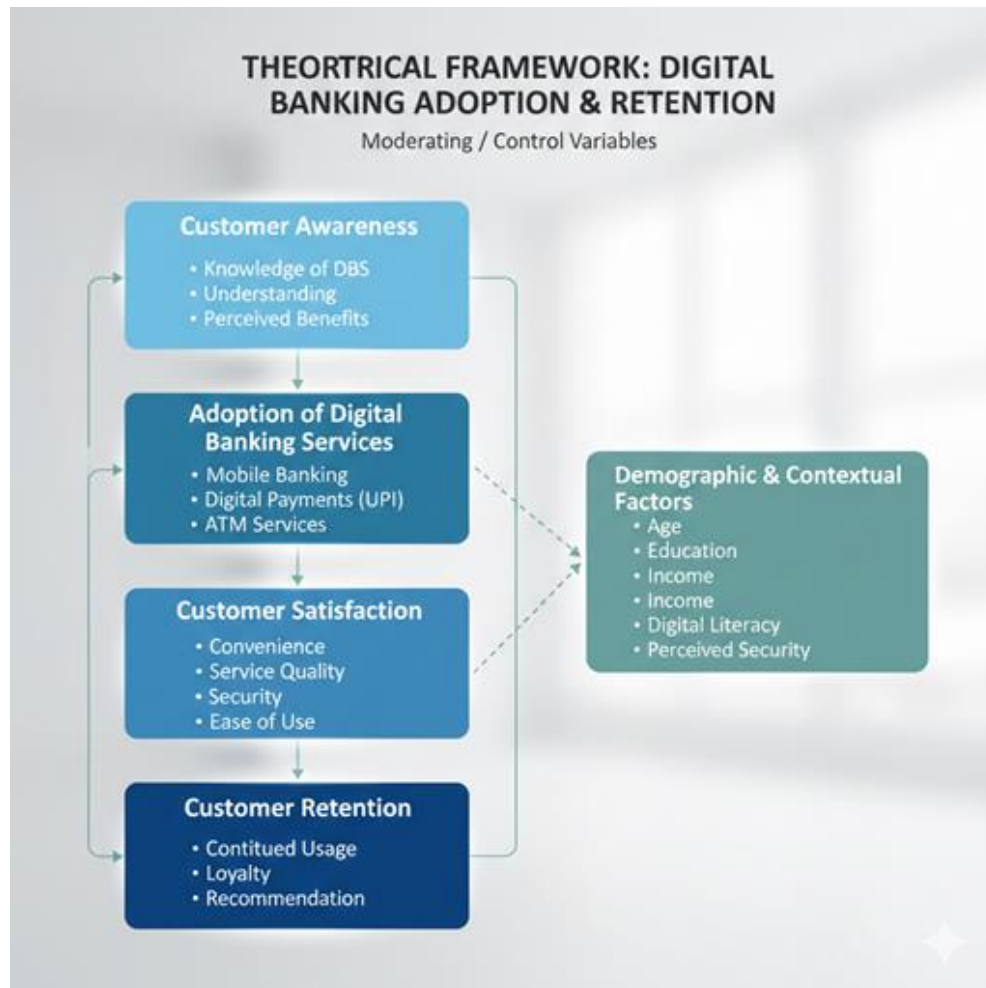 THEORTRICAL FRAMEWORK: DIGITAL
BANKING ADOPTION & RETENTION
Moderating / Control Variables
Customer Awareness
• Knowledge of DBS
• Understanding
• Perceived Benefits
Adoption of Digital
Banking Services
• Mobile Banking
• Digital Payments (UPI)
• ATM Services
Customer Satisfaction
• Convenience
• Service Quality
• Security
• Ease of Use
Customer Retention
• Contitued Usage
• Loyalty
• Recommendation
Demographic & Contextual
Factors
• Age
• Education
• Income
• Income
• Digital Literacy
• Perceived Security